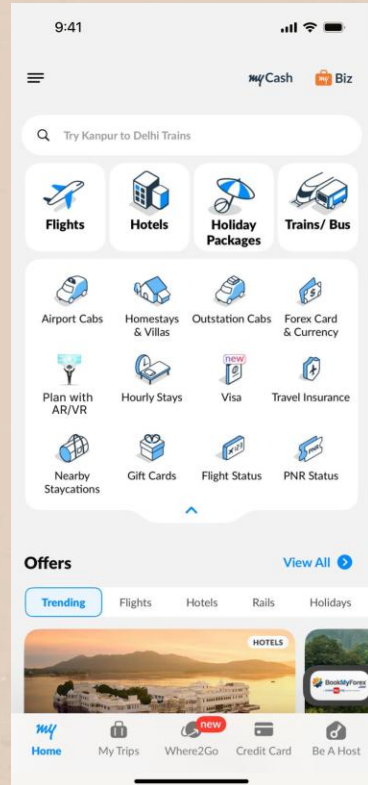 9:41
myCash my Biz
Try Kanpur to Delhi Trains
Flights Hotels Holiday Trains/ Bus
Packages
Airport Cabs Homestays Outstation Cabs Forex Card
& Villas & Currency
new
Plan with Hourly Stays Visa Travel Insurance
AR/VR
Nearby Gift Cards Flight Status PNR Status
Staycations
Offers View All
Trending Flights Hotels Rails Holidays
HOTELS
BookMyForex
my new
Home My Trips Where2Go Credit Card Be A Host